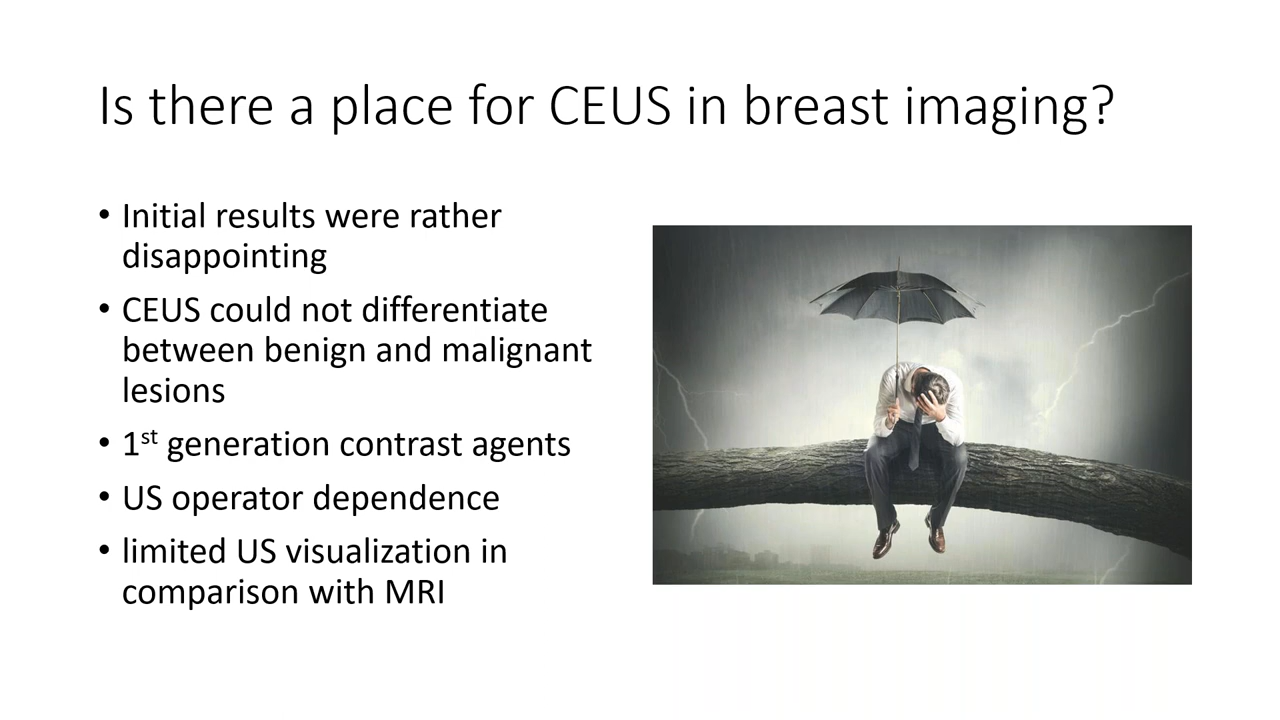 Is there a place for CEUS in breast imaging?
• Initial results were rather
disappointing
• CEUS could not differentiate
between benign and malignant
lesions
• 1st generation contrast agents
• US operator dependence
• limited US visualization in
comparison with MRI